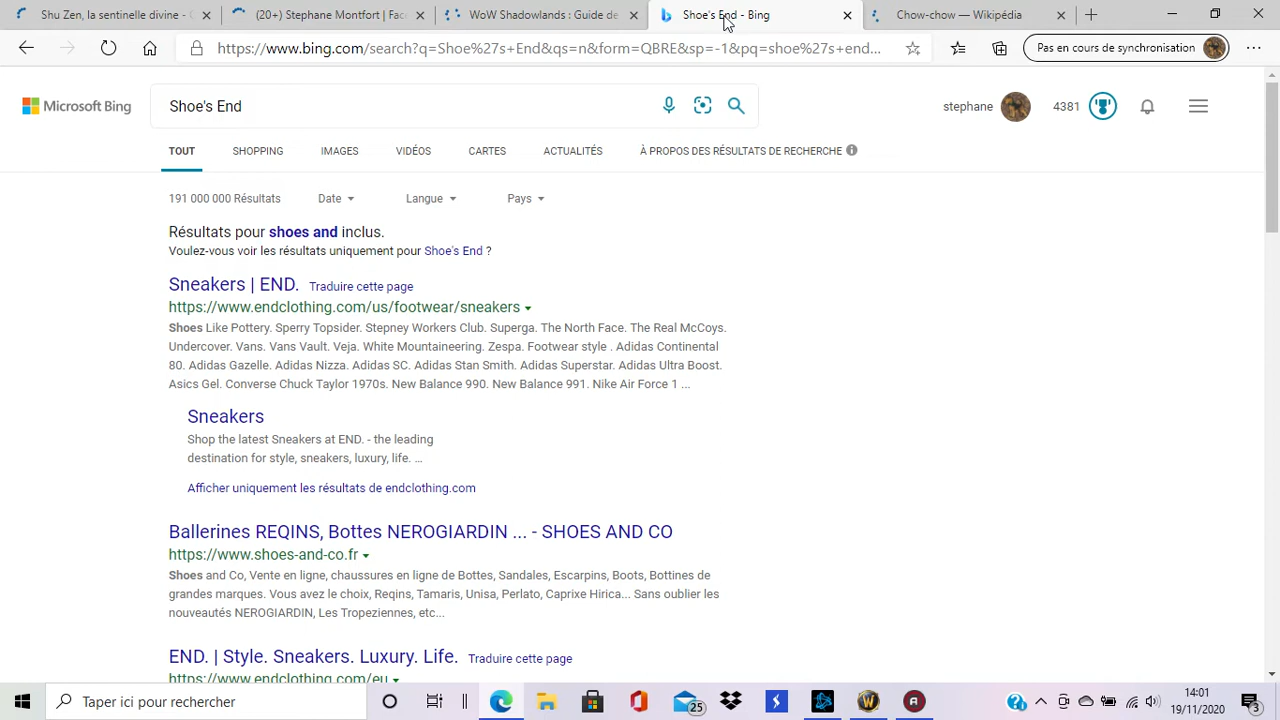 Shu Zen, la sentinelle divine - C
(20+) Stephane Montori | Fac
WoW Shadowlands : Guide de
Shoe's End - Bing
Chow-chow — Wikipédia
https://www.bing.com/search?q=Shoe%27s+End&qs=n&form=QBRE&sp=-1&pq=shoe%27s+end...
Pas en cours de synchronisation
Microsoft Bing
Shoe's End
stephane
4381
TOUT
SHOPPING
IMAGES
VIDÉOS
CARTES
ACTUALITÉS
À PROPOS DES RÉSULTATS DE RECHERCHE
191 000 000 Résultats
Date
Langue
Pays
Résultats pour shoes and inclus.
Voulez-vous voir les résultats uniquement pour Shoe's End ?
Sneakers | END. Traduire cette page
https://www.endclothing.com/us/footwear/sneakers
Shoes Like Pottery. Sperry Topsider. Stepney Workers Club. Superga. The North Face. The Real McCoys.
Undercover. Vans. Vans Vault. Veja. White Mountaineering. Zespa. Footwear style . Adidas Continental
80. Adidas Gazelle. Adidas Nizza. Adidas SC. Adidas Stan Smith. Adidas Superstar. Adidas Ultra Boost.
Asics Gel. Converse Chuck Taylor 1970s. New Balance 990. New Balance 991. Nike Air Force 1 ...
Sneakers
Shop the latest Sneakers at END. - the leading
destination for style, sneakers, luxury, life. ...
Afficher uniquement les résultats de endclothing.com
Ballerines REQINS, Bottes NEROGIARDIN ... - SHOES AND CO
https://www.shoes-and-co.fr
Shoes and Co, Vente en ligne, chaussures en ligne de Bottes, Sandales, Escarpins, Boots, Bottines de
grandes marques. Vous avez le choix, Reqins, Tamaris, Unisa, Perlato, Caprixe Hirica... Sans oublier les
nouveautés NEROGIARDIN, Les Tropeziennes, etc...
END. | Style. Sneakers. Luxury. Life. Traduire cette page
https://www.endclothing.com/eu
Taper ici pour rechercher
25
14:01
19/11/2020
3